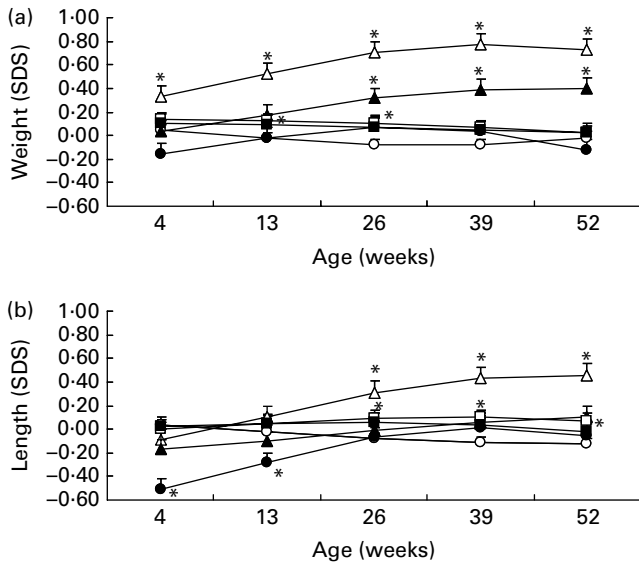 (a)
1·00
0·80
0·60
0·40
0·20
0·00
–0·20
–0·40
–0·60
Weight (SDS)
* * * * *
* * *
* *
4 13 26 39 52
Age (weeks)
(b)
1·00
0·80
0·60
0·40
0·20
0·00
–0·20
–0·40
–0·60
Length (SDS)
* * *
* * *
* *
4 13 26 39 52
Age (weeks)